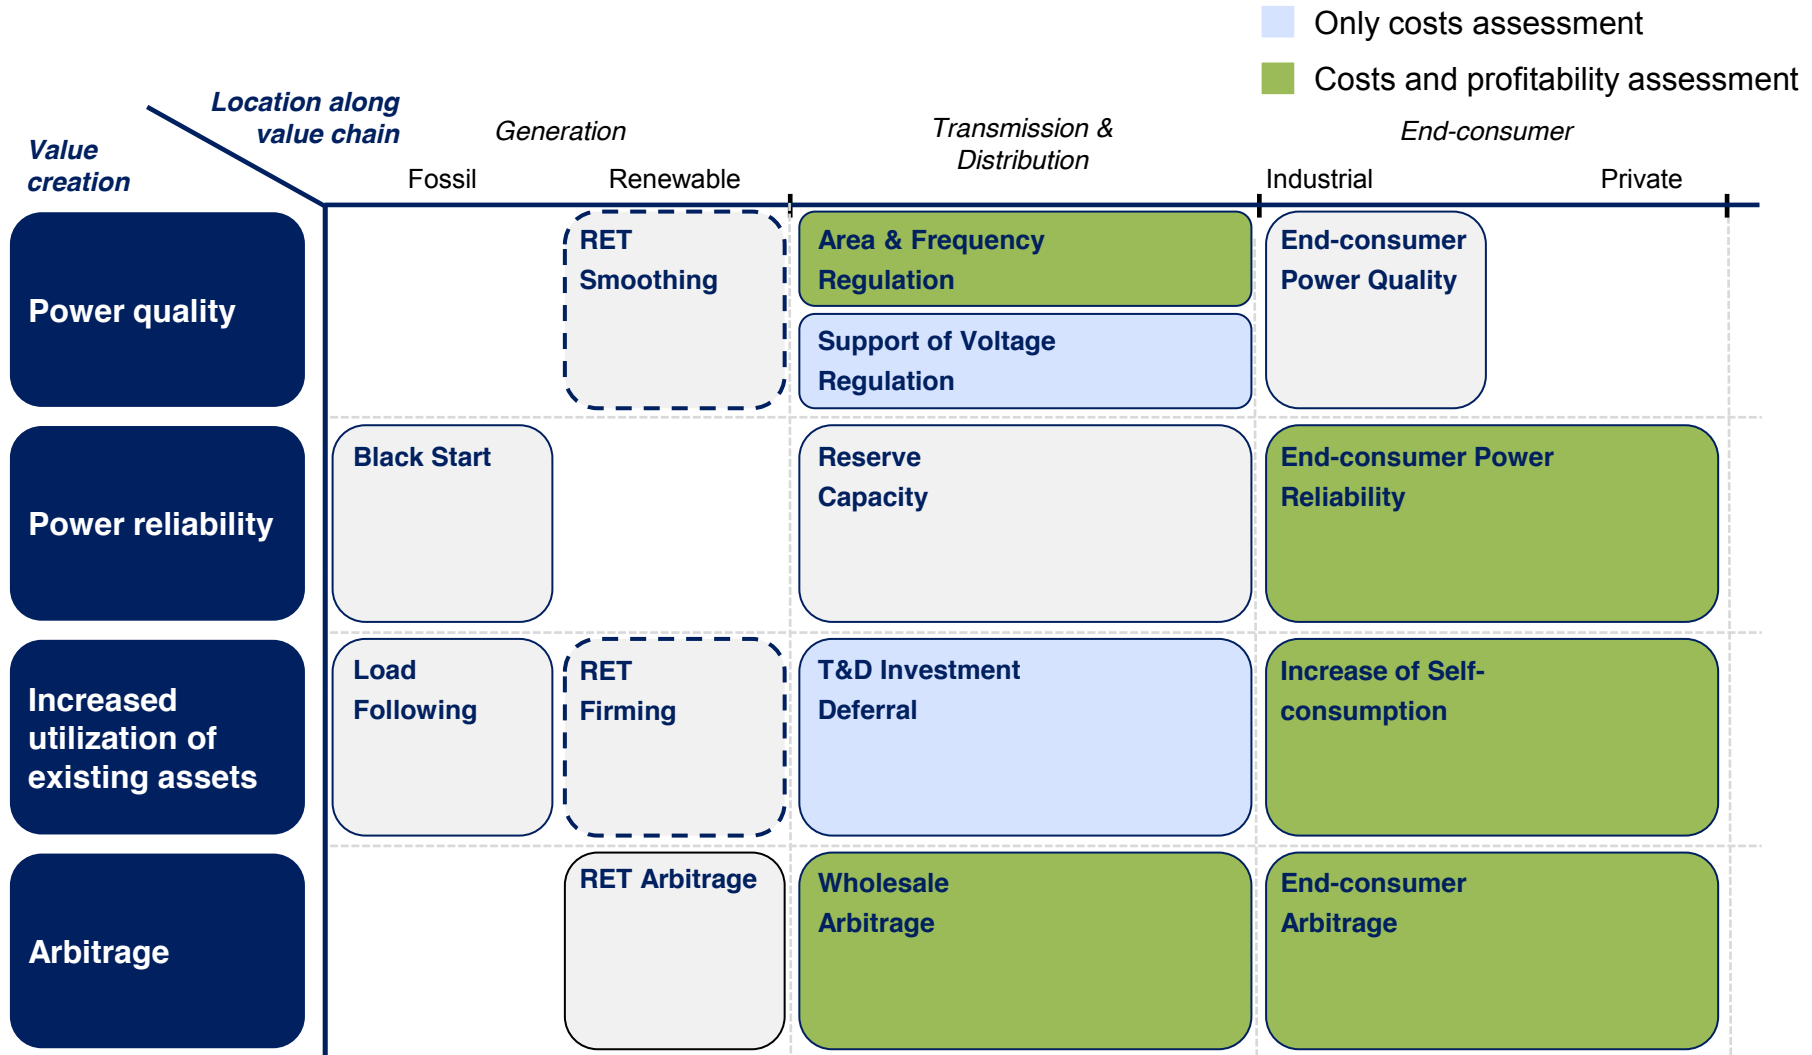 Only costs assessment
Costs and profitability assessment
Location along
value chain
Value
creation
Generation
Transmission &
Distribution
End-consumer
Fossil
Renewable
Industrial
Private
Power quality
RET
Smoothing
Area & Frequency
Regulation
Support of Voltage
Regulation
End-consumer
Power Quality
Power reliability
Black Start
Reserve
Capacity
End-consumer Power
Reliability
Increased
utilization of
existing assets
Load
Following
RET
Firming
T&D Investment
Deferral
Increase of Self-
consumption
Arbitrage
RET Arbitrage
Wholesale
Arbitrage
End-consumer
Arbitrage